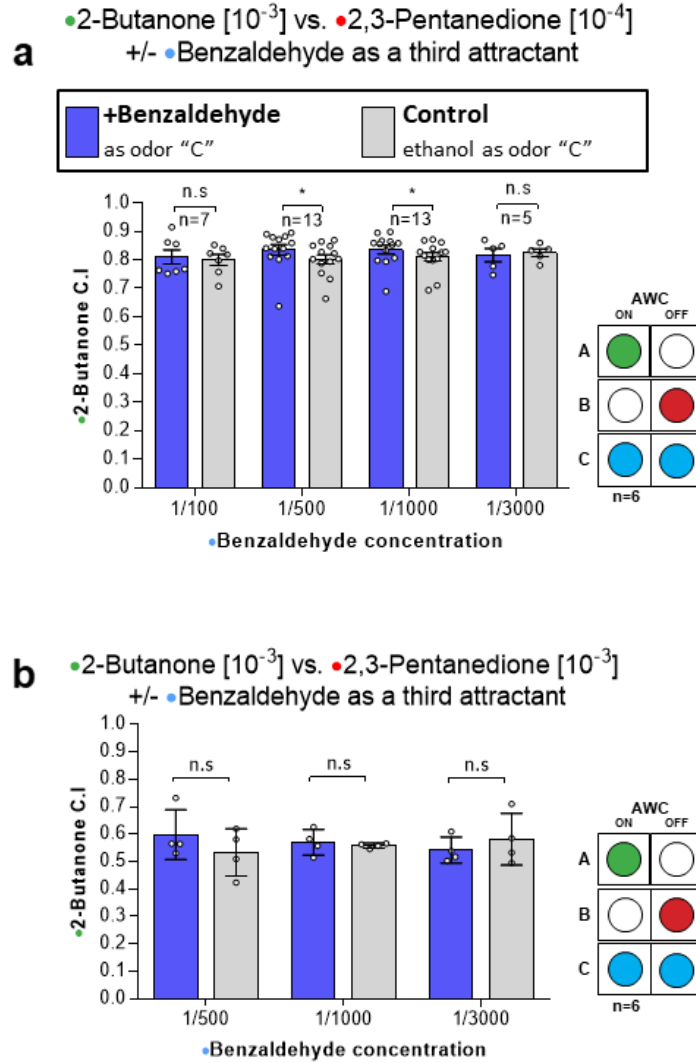 •2-Butanone [10⁻³] vs. •2,3-Pentanedione [10⁻⁴]
a
+/- •Benzaldehyde as a third attractant
+Benzaldehyde
as odor “C”
Control
ethanol as odor “C”
n.s * * n.s
n=7 n=13 n=13 n=5
1.0
0.9
0.8
0.7
0.6
0.5
0.4
0.3
0.2
0.1
0.0
•2-Butanone C.I
1/100 1/500 1/1000 1/3000
•Benzaldehyde concentration
AWC
ON OFF
A
B
C
n=6
b
•2-Butanone [10⁻³] vs. •2,3-Pentanedione [10⁻³]
+/- •Benzaldehyde as a third attractant
n.s n.s n.s
1.0
0.9
0.8
0.7
0.6
0.5
0.4
0.3
0.2
0.1
0.0
•2-Butanone C.I
1/500 1/1000 1/3000
•Benzaldehyde concentration
AWC
ON OFF
A
B
C
n=6